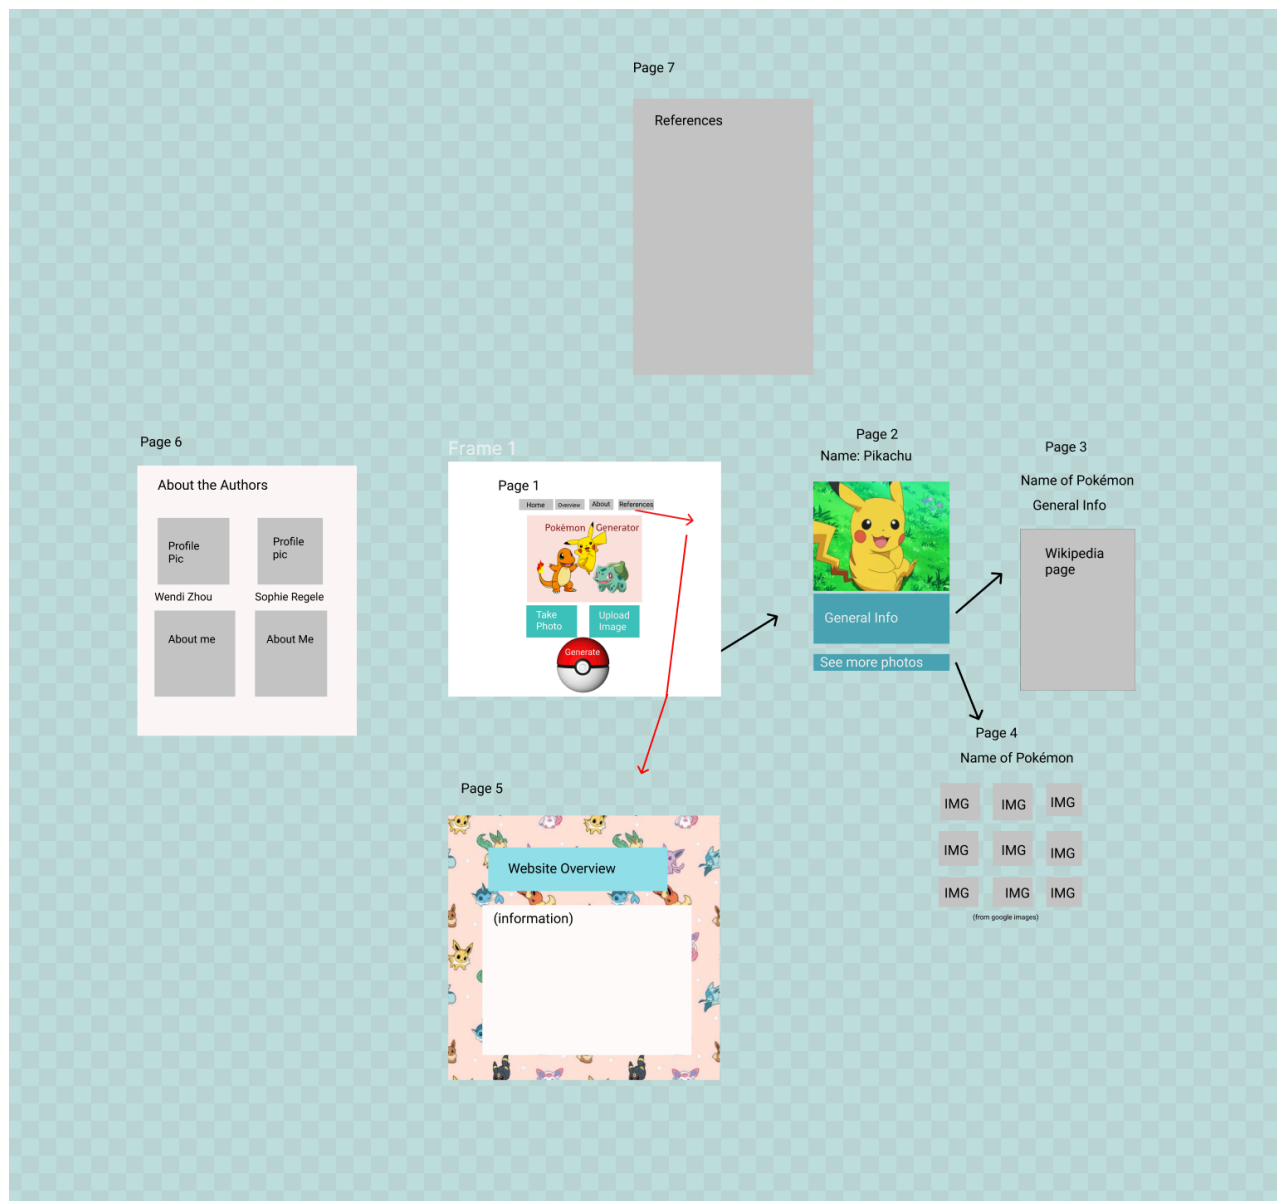 Page 7
References
Page 6
About the Authors
Profile
Pic
Profile
pic
Wendi Zhou
Sophie Regele
About me
About Me
Frame 1
Page 1
Home
Overview
About
References
Pokémon Generator
Take
Photo
Upload
Image
Generate
Page 2
Name: Pikachu
General Info
See more photos
Page 3
Name of Pokémon
General Info
Wikipedia
page
Page 4
Name of Pokémon
IMG
IMG
IMG
IMG
IMG
IMG
IMG
IMG
IMG
(from google images)
Page 5
Website Overview
(information)